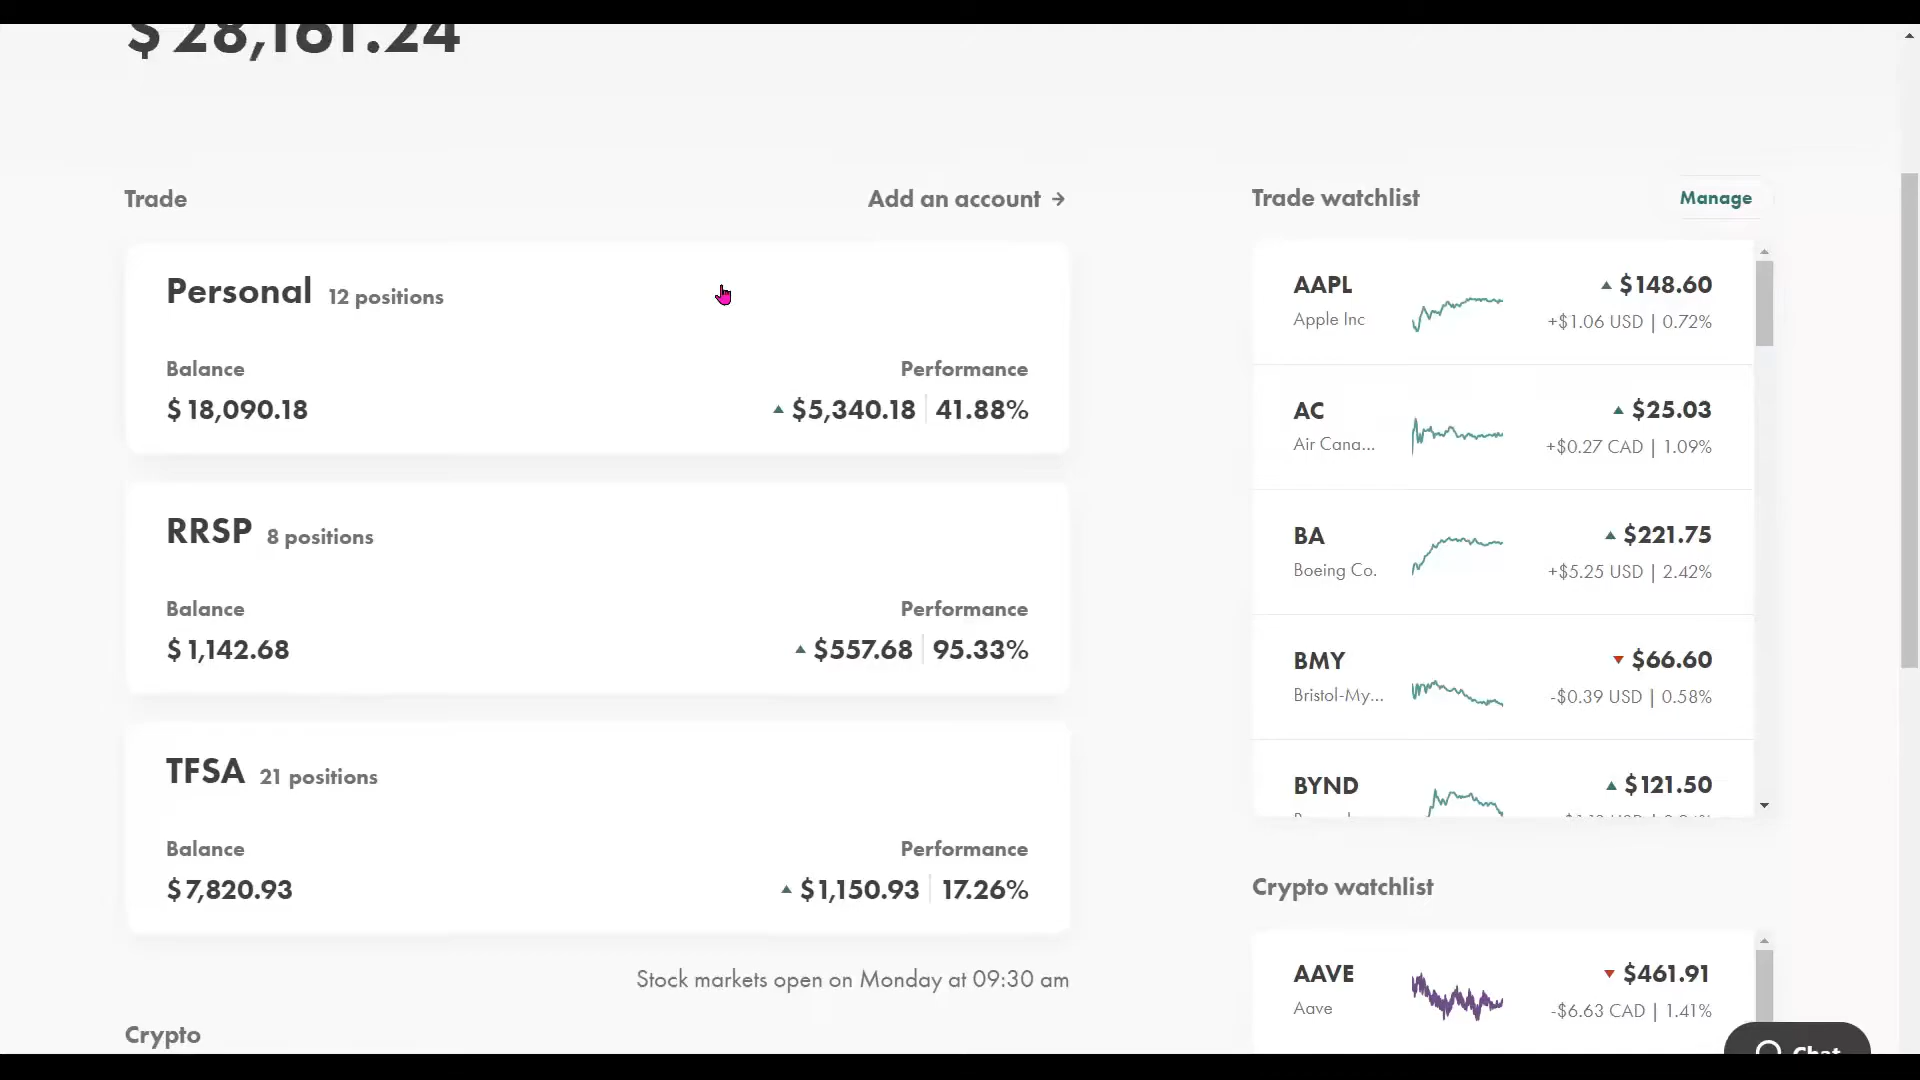 $28,161.24
Trade
Add an account →
Personal 12 positions
Balance
Performance
$18,090.18
▲ $5,340.18 | 41.88%
RRSP 8 positions
Balance
Performance
$1,142.68
▲ $557.68 | 95.33%
TFSA 21 positions
Balance
Performance
$7,820.93
▲ $1,150.93 | 17.26%
Stock markets open on Monday at 09:30 am
Crypto
Trade watchlist
Manage
AAPL
▲ $148.60
Apple Inc
+$1.06 USD | 0.72%
AC
▲ $25.03
Air Cana...
+$0.27 CAD | 1.09%
BA
▲ $221.75
Boeing Co.
+$5.25 USD | 2.42%
BMY
▼ $66.60
Bristol-My...
-$0.39 USD | 0.58%
BYND
▲ $121.50
Crypto watchlist
AAVE
▼ $461.91
Aave
-$6.63 CAD | 1.41%
Chat